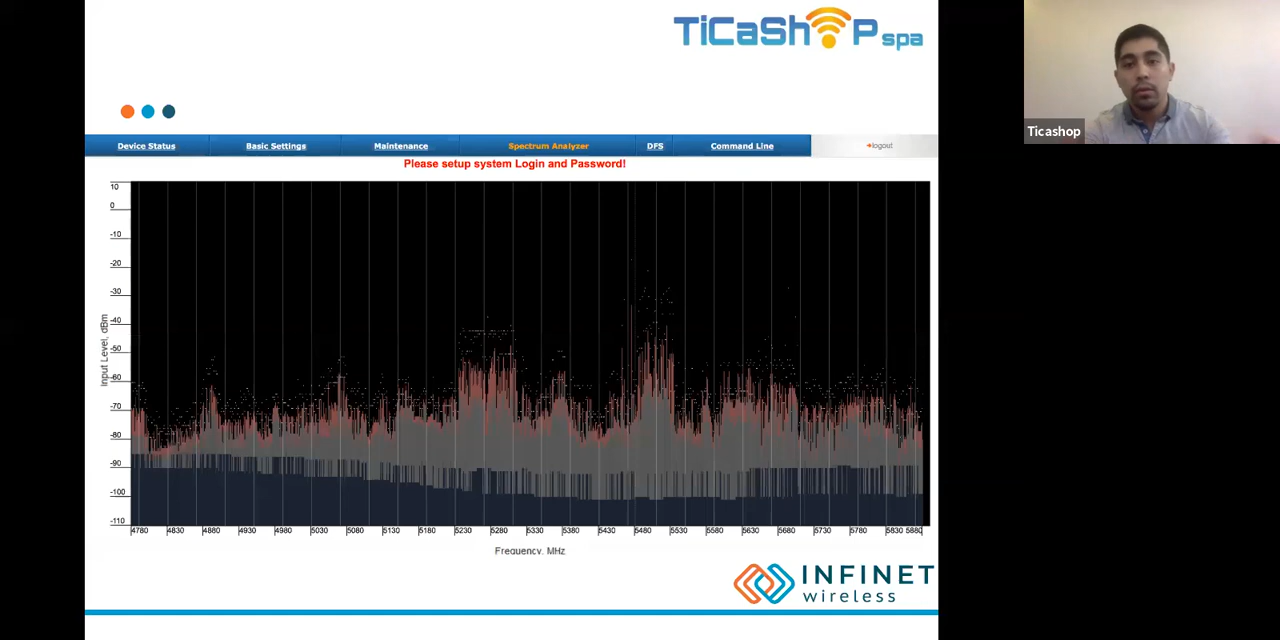 TiCaShoP spa
Ticashop
Device Status Basic Settings Maintenance Spectrum Analyzer DFS Command Line logout
Please setup system Login and Password!
10
0
-10
-20
-30
-40
-50
-60
-70
-80
-90
-100
-110
Input Level, dBm
4780 4830 4880 4930 4980 5030 5080 5130 5180 5230 5280 5330 5380 5430 5480 5530 5580 5630 5680 5730 5780 5830 5880
Frequency, MHz
INFINET
wireless